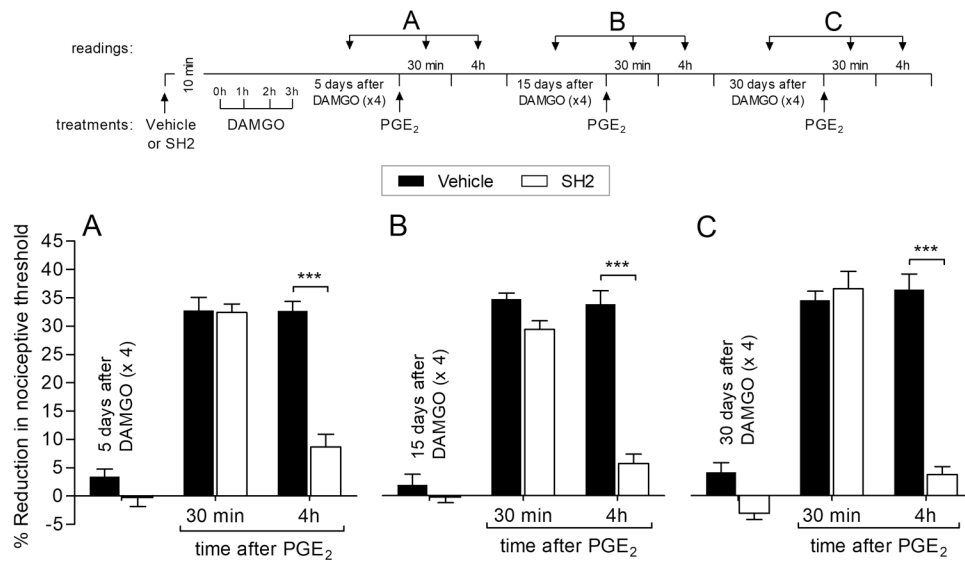 A B C
readings:
30 min 4h 30 min 4h 30 min 4h
10 min
0h 1h 2h 3h
5 days after
DAMGO (x4)
15 days after
DAMGO (x4)
30 days after
DAMGO (x4)
treatments:
Vehicle
or SH2
DAMGO PGE₂ PGE₂ PGE₂
Vehicle SH2
A
B
C
% Reduction in nociceptive threshold
45
40
35
30
25
20
15
10
5
0
-5
5 days after
DAMGO (x 4)
***
30 min 4h
time after PGE₂
15 days after
DAMGO (x 4)
***
30 min 4h
time after PGE₂
30 days after
DAMGO (x 4)
***
30 min 4h
time after PGE₂